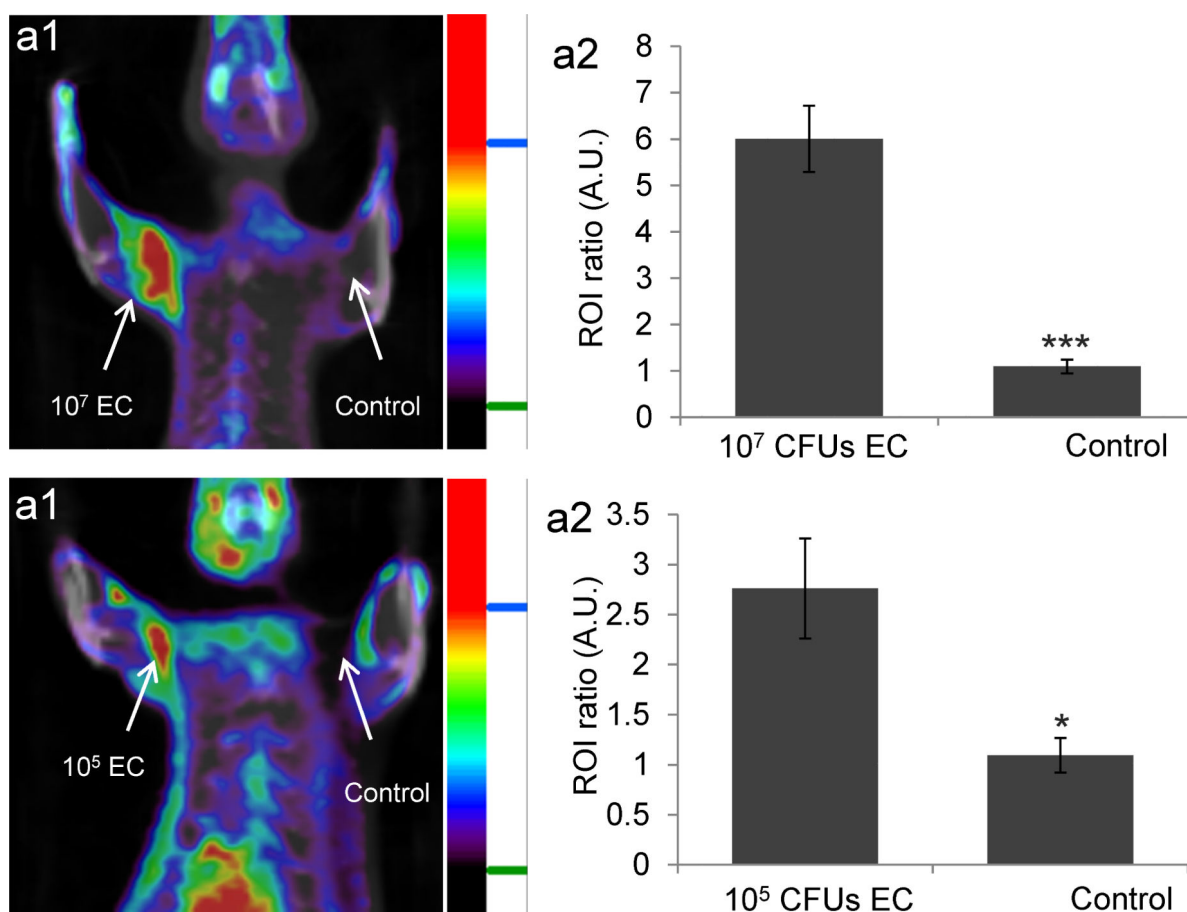 a1
10⁷ EC
Control
a2
ROI ratio (A.U.)
8
7
6
5
4
3
2
1
0
***
10⁷ CFUs EC
Control
a1
10⁵ EC
Control
a2
ROI ratio (A.U.)
3.5
3
2.5
2
1.5
1
0.5
0
*
10⁵ CFUs EC
Control